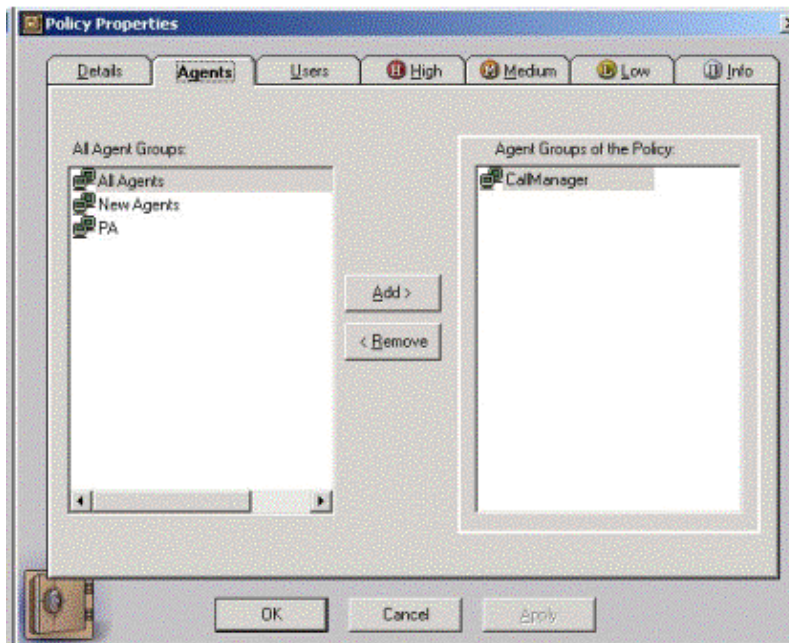 Policy Properties
Details
Agents
Users
High
Medium
Low
Info
All Agent Groups:
All Agents
New Agents
PA
Add >
< Remove
Agent Groups of the Policy:
CallManager
OK
Cancel
Apply